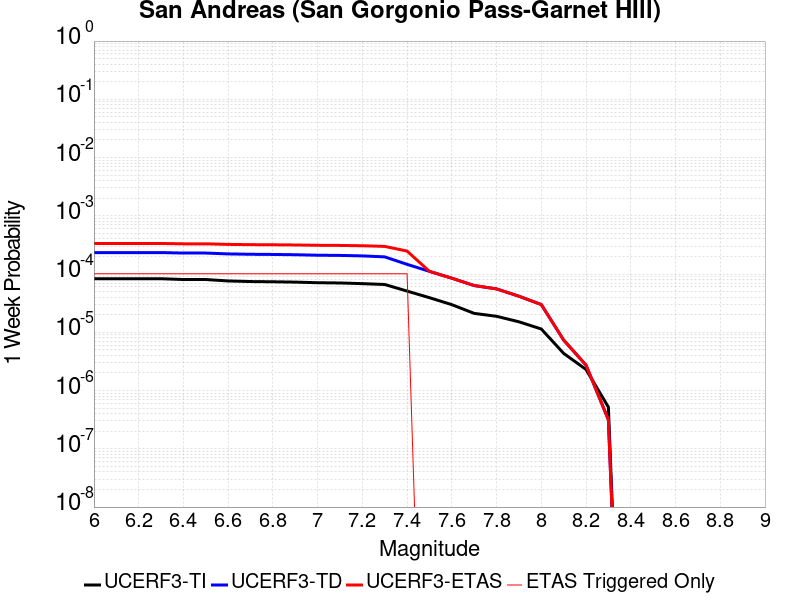 San Andreas (San Gorgonio Pass-Garnet HIll)
1 Week Probability
10^0
10^-1
10^-2
10^-3
10^-4
10^-5
10^-6
10^-7
10^-8
6 6.2 6.4 6.6 6.8 7 7.2 7.4 7.6 7.8 8 8.2 8.4 8.6 8.8 9
Magnitude
UCERF3-TI UCERF3-TD UCERF3-ETAS ETAS Triggered Only